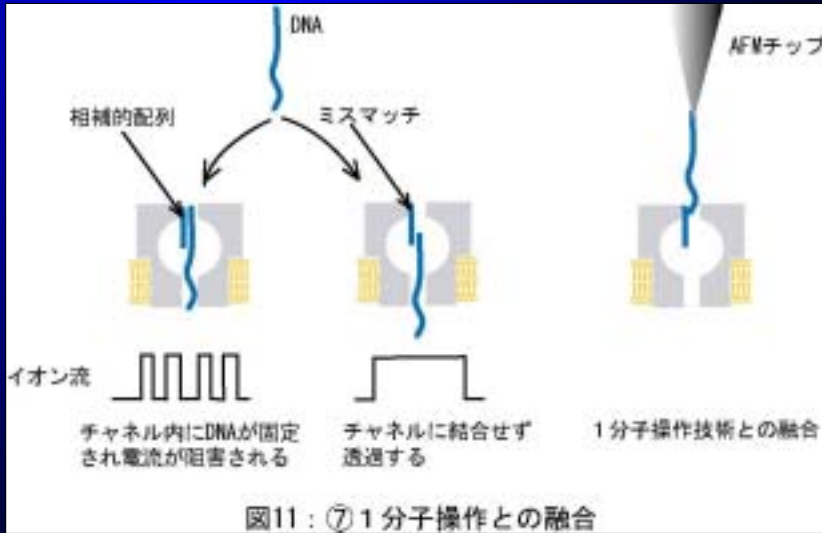 DNA
AFMチップ
相補的配列
ミスマッチ
イオン流
チャネル内にDNAが固定
され電流が阻害される
チャネルに結合せず
透過する
1分子操作技術との融合
図11：⑦1分子操作との融合